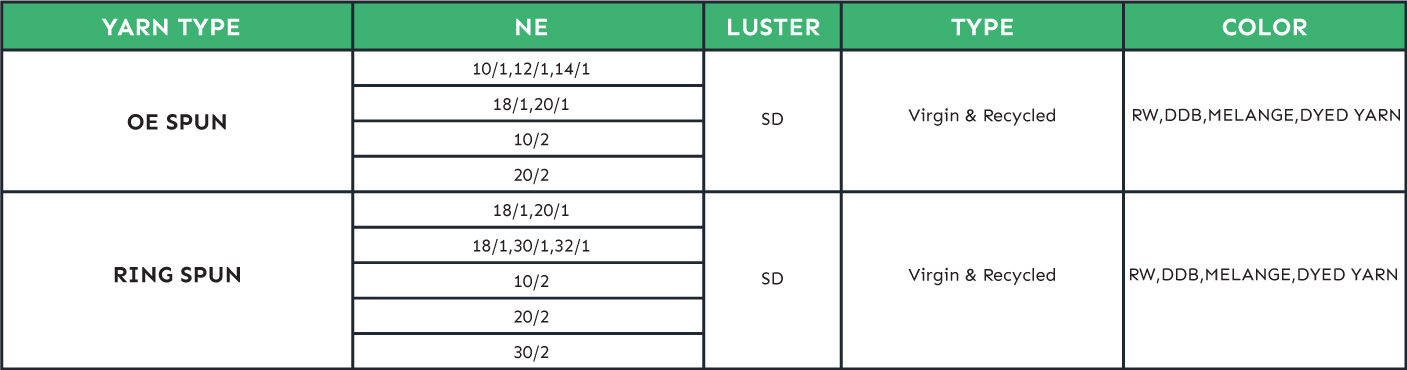 YARN TYPE NE LUSTER TYPE COLOR
OE SPUN
10/1,12/1,14/1
18/1,20/1
10/2
20/2
SD
Virgin & Recycled
RW,DDB,MELANGE,DYED YARN
RING SPUN
18/1,20/1
18/1,30/1,32/1
10/2
20/2
30/2
SD
Virgin & Recycled
RW,DDB,MELANGE,DYED YARN